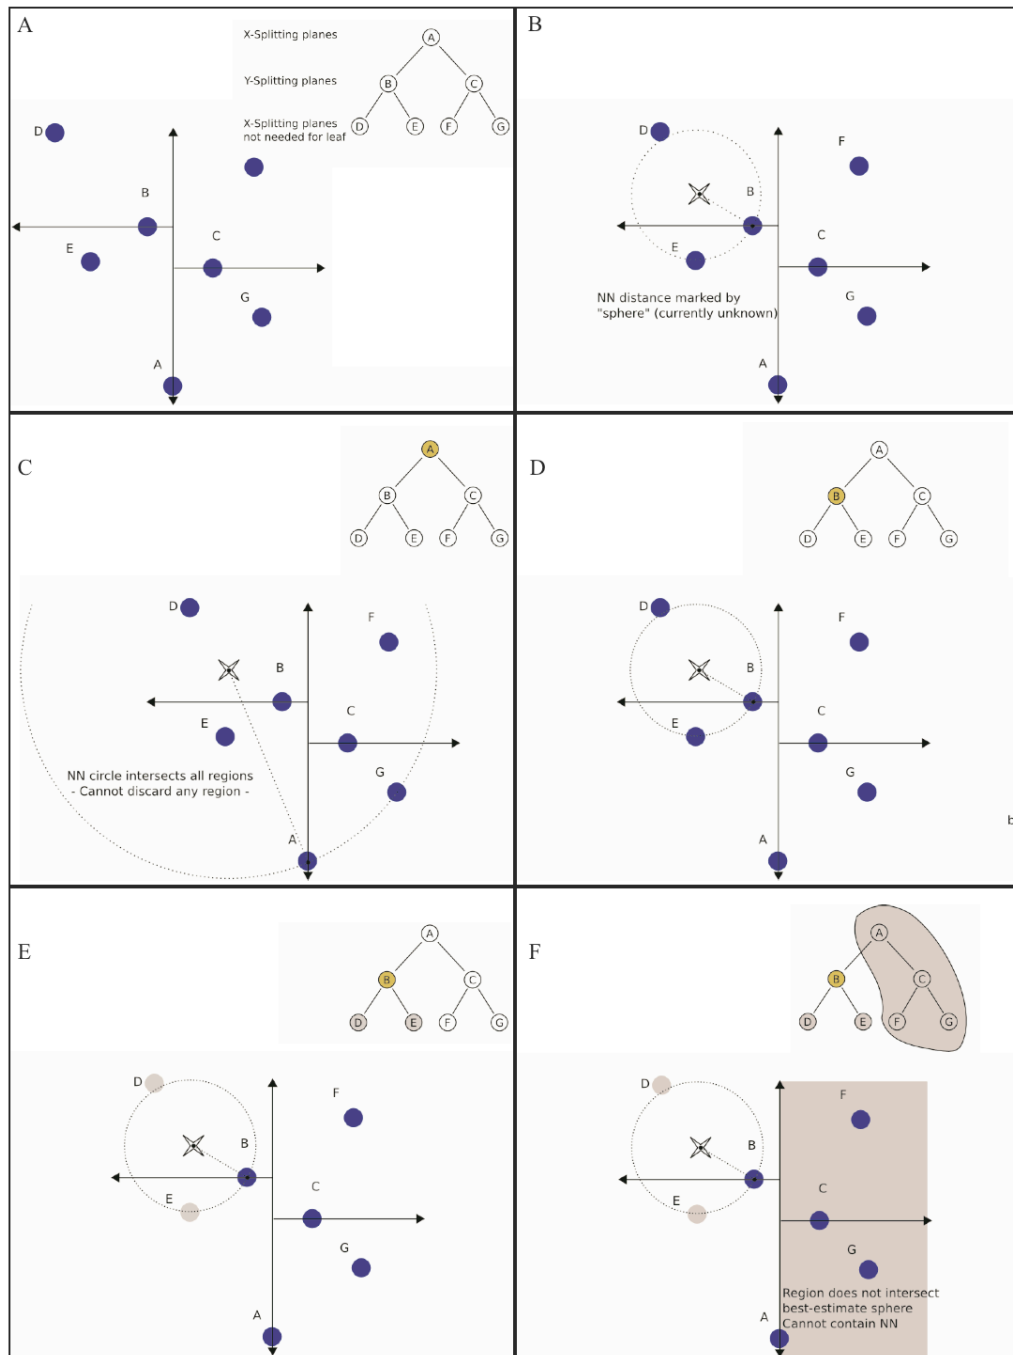 A
X-Splitting planes
A
Y-Splitting planes
B
C
X-Splitting planes
not needed for leaf
D
E
F
G
D
B
E
C
G
A
B
D
F
B
E
C
NN distance marked by
"sphere" (currently unknown)
G
A
C
A
B
C
D
E
F
G
D
F
B
E
C
NN circle intersects all regions
- Cannot discard any region -
G
A
D
A
B
C
D
E
F
G
D
F
B
E
C
G
b
A
E
A
B
C
D
E
F
G
D
F
B
E
C
G
A
F
A
B
C
D
E
F
G
D
F
B
E
C
G
Region does not intersect
best-estimate sphere
Cannot contain NN
A